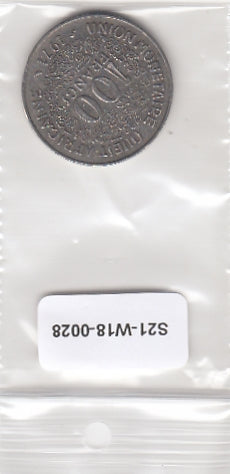 UNION MONETAIRE OUEST AFRICAINE
100
FRANCS
S21-W18-0028